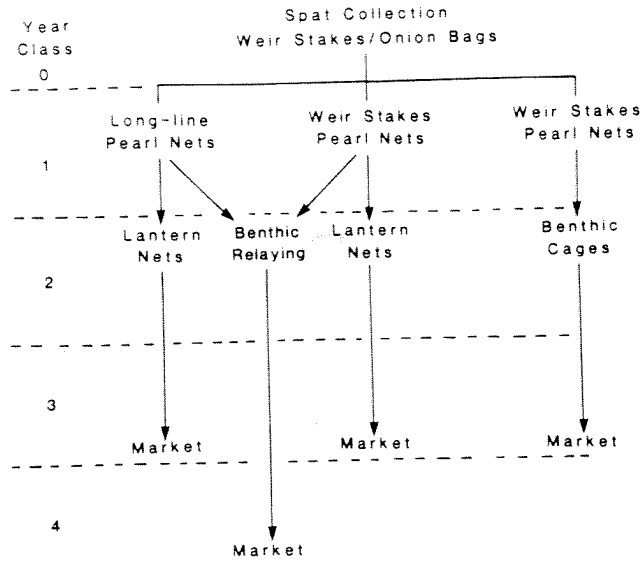 Spat Collection
Year
Weir Stakes/Onion Bags
Class
0
Long-line
Pearl Nets
Weir Stakes
Pearl Nets
Weir Stakes
Pearl Nets
1
Lantern
Nets
Benthic
Relaying
Lantern
Nets
Benthic
Cages
2
3
Market
Market
Market
4
Market